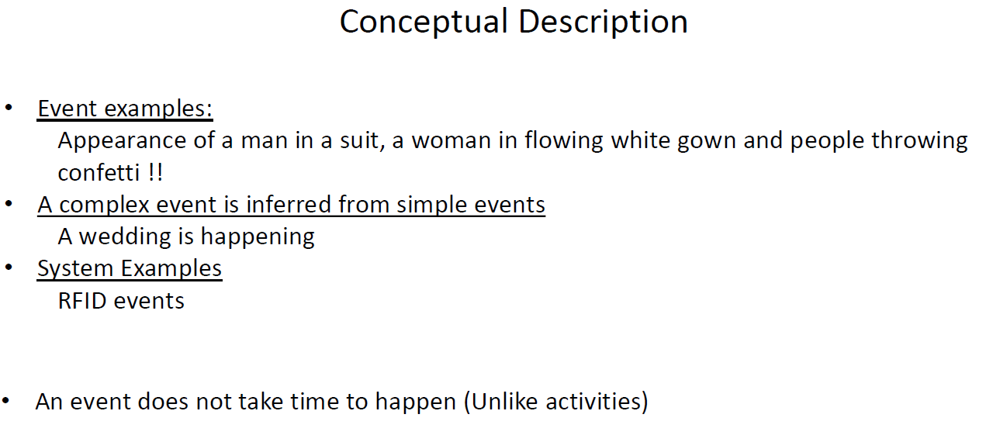 Conceptual Description
• Event examples:
Appearance of a man in a suit, a woman in flowing white gown and people throwing
confetti !!
• A complex event is inferred from simple events
A wedding is happening
• System Examples
RFID events
• An event does not take time to happen (Unlike activities)